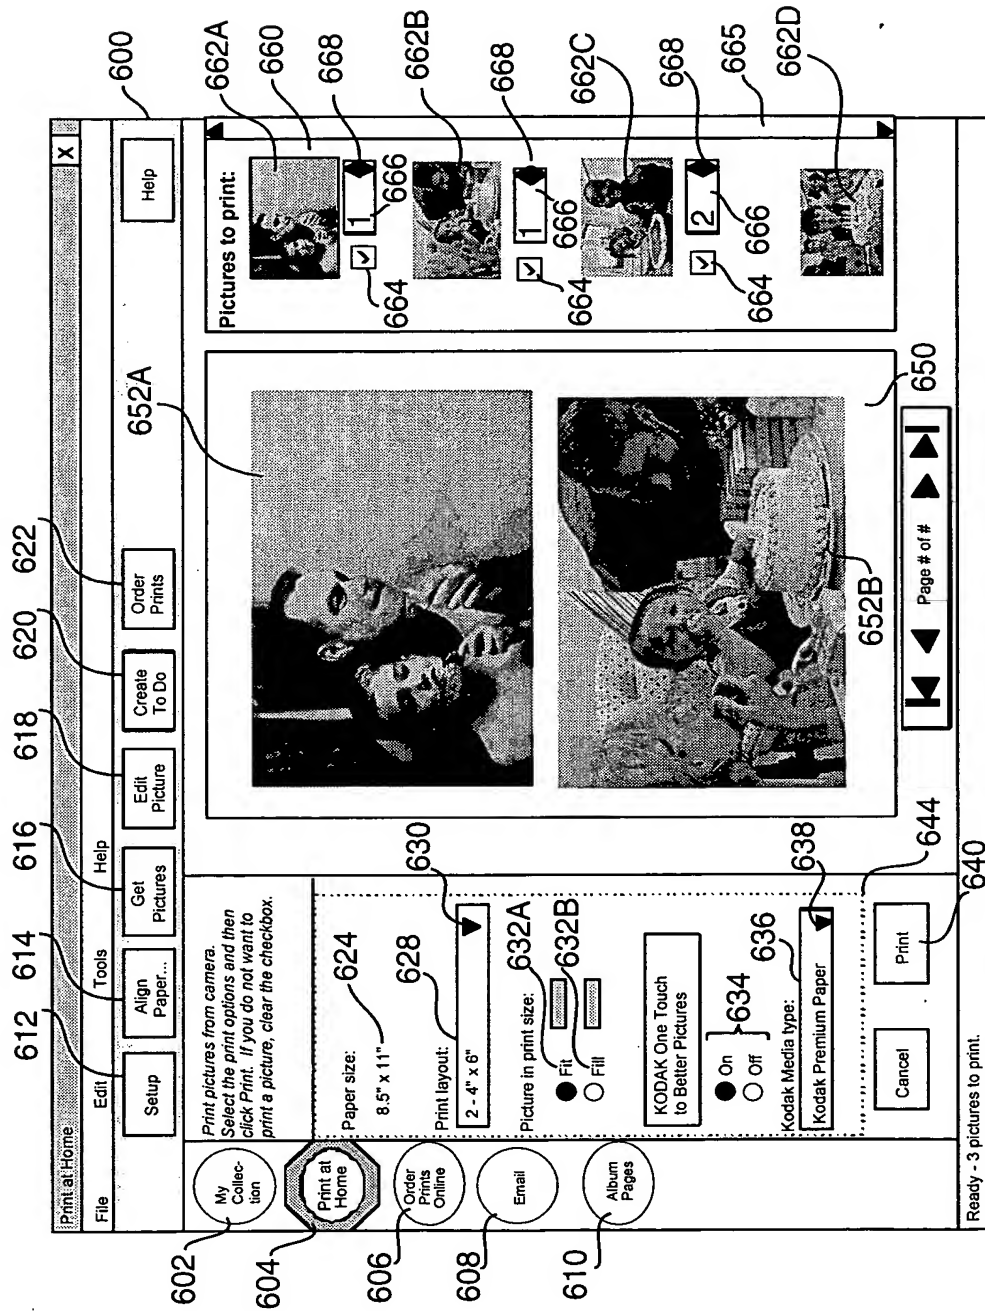 612
614
616
618
620
622
652A
600
662A
660
668
662B
668
662C
668
665
662D
Print at Home
X
File
Edit
Tools
Help
Setup
Align
Paper...
Get
Pictures
Edit
Picture
Create
To Do
Order
Prints
Help
602
604
606
608
610
My
Collec-
tion
Print at
Home
Order
Prints
Online
Email
Album
Pages
Print pictures from camera.
Select the print options and then
click Print. If you do not want to
print a picture, clear the checkbox.
Paper size:
624
8.5" x 11"
628
630
Print layout:
2 - 4" x 6"
Picture in print size:
632A
632B
Fit
Fill
KODAK One Touch
to Better Pictures
On
Off
634
636
638
Kodak Media type:
Kodak Premium Paper
644
Cancel
Print
640
652B
650
Page # of #
Pictures to print:
664
1
666
664
1
666
664
2
666
Ready - 3 pictures to print.